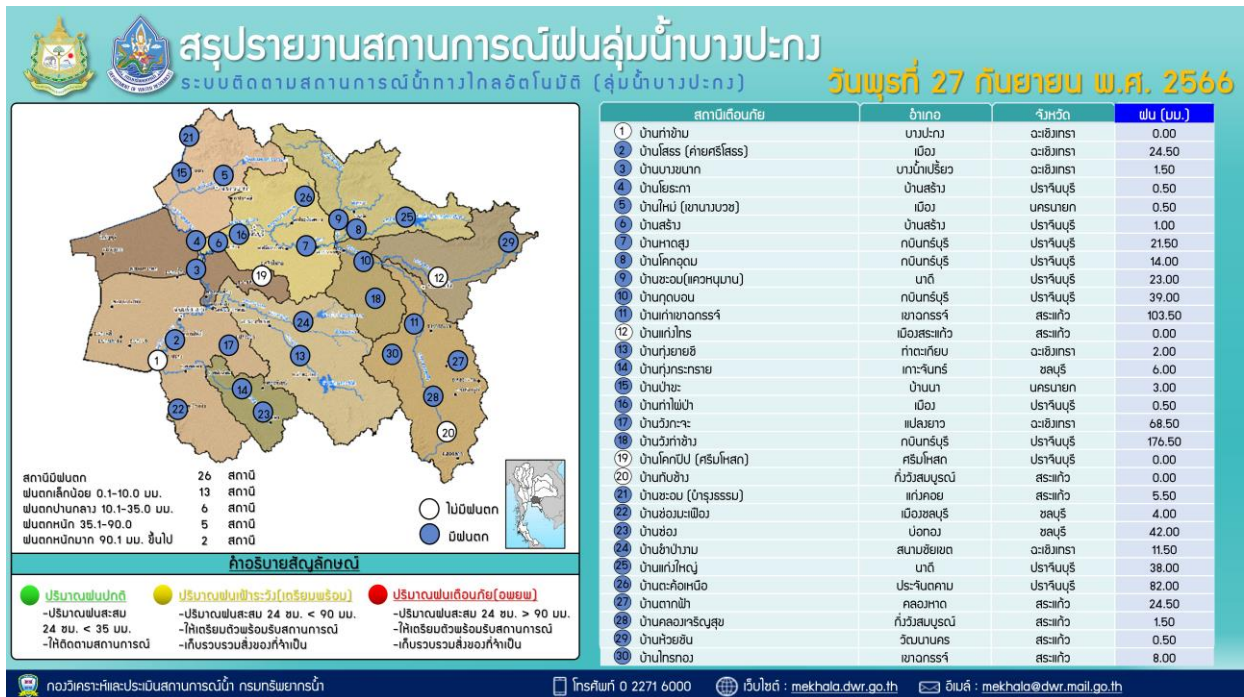 สรุปรายงานสถานการณ์ฝนลุ่มน้ำบางปะกง
ระบบติดตามสถานการณ์น้ำทางไกลอัตโนมัติ (ลุ่มน้ำบางปะกง)
วันพุธที่ 27 กันยายน พ.ศ. 2566
สถานีเตือนภัย อำเภอ จังหวัด ฝน (มม.)
1 บ้านท่าข้าม บางปะกง ฉะเชิงเทรา 0.00
2 บ้านโสธร (ค่ายศรีโสธร) เมือง ฉะเชิงเทรา 24.50
3 บ้านบางขนาก บางน้ำเปรี้ยว ฉะเชิงเทรา 1.50
4 บ้านโยธะกา บ้านสร้าง ปราจีนบุรี 0.50
5 บ้านใหม่ (เขานางบวช) เมือง นครนายก 0.50
6 บ้านสร้าง บ้านสร้าง ปราจีนบุรี 1.00
7 บ้านหาดสูง กบินทร์บุรี ปราจีนบุรี 21.50
8 บ้านโคกอุดม กบินทร์บุรี ปราจีนบุรี 14.00
9 บ้านชะอม(แควหนุมาน) นาดี ปราจีนบุรี 23.00
10 บ้านกุดบอน กบินทร์บุรี ปราจีนบุรี 39.00
11 บ้านเก่าเขาฉกรรจ์ เขาฉกรรจ์ สระแก้ว 103.50
12 บ้านแก่งไทร เมืองสระแก้ว สระแก้ว 0.00
13 บ้านทุ่งยายชี ท่าตะเกียบ ฉะเชิงเทรา 2.00
14 บ้านทุ่งกระทราย เกาะจันทร์ ชลบุรี 6.00
15 บ้านป่าขะ บ้านนา นครนายก 3.00
16 บ้านท่าไผ่ป่า เมือง ปราจีนบุรี 0.50
17 บ้านวังกะจะ แปลงยาว ฉะเชิงเทรา 68.50
18 บ้านวังท่าช้าง กบินทร์บุรี ปราจีนบุรี 176.50
19 บ้านโคกปีป (ศรีมโหสถ) ศรีมโหสถ ปราจีนบุรี 0.00
20 บ้านทับช้าง กิ่งวังสมบูรณ์ สระแก้ว 0.00
21 บ้านชะอม (บำรุงธรรม) แก่งคอย สระแก้ว 5.50
22 บ้านช่องมะเฟือง เมืองชลบุรี ชลบุรี 4.00
23 บ้านช่อง บ่อทอง ชลบุรี 42.00
24 บ้านยำป่างาม สนามชัยเขต ฉะเชิงเทรา 11.50
25 บ้านแก่งใหญ่ นาดี ปราจีนบุรี 38.00
26 บ้านตะคร้อเหนือ ประจันตคาม ปราจีนบุรี 82.00
27 บ้านตาฟ้า คลองหาด สระแก้ว 24.50
28 บ้านคลองเจริญสุข กิ่งวังสมบูรณ์ สระแก้ว 1.50
29 บ้านห้วยชัน วัฒนานคร สระแก้ว 0.50
30 บ้านไทรทอง เขาฉกรรจ์ สระแก้ว 8.00
สถานีมีฝนตก 26 สถานี
ฝนตกเล็กน้อย 0.1-10.0 มม. 13 สถานี
ฝนตกปานกลาง 10.1-35.0 มม. 6 สถานี
ฝนตกหนัก 35.1-90.0 5 สถานี
ฝนตกหนักมาก 90.1 มม. ขึ้นไป 2 สถานี
ไม่มีฝนตก
มีฝนตก
คำอธิบายสัญลักษณ์
ปริมาณฝนปกติ
-ปริมาณฝนสะสม
24 ชม. < 35 มม.
-ให้ติดตามสถานการณ์
ปริมาณฝนเฝ้าระวัง(เตรียมพร้อม)
-ปริมาณฝนสะสม 24 ชม. < 90 มม.
-ให้เตรียมตัวพร้อมรับสถานการณ์
-เก็บรวบรวมสิ่งของที่จำเป็น
ปริมาณฝนเตือนภัย(อพยพ)
-ปริมาณฝนสะสม 24 ชม. > 90 มม.
-ให้เตรียมตัวพร้อมรับสถานการณ์
-เก็บรวบรวมสิ่งของที่จำเป็น
กองวิเคราะห์และประเมินสถานการณ์น้ำ กรมทรัพยากรน้ำ
โทรศัพท์ 0 2271 6000
เว็บไซต์ : mekhala.dwr.go.th
อีเมล์ : mekhala@dwr.mail.go.th